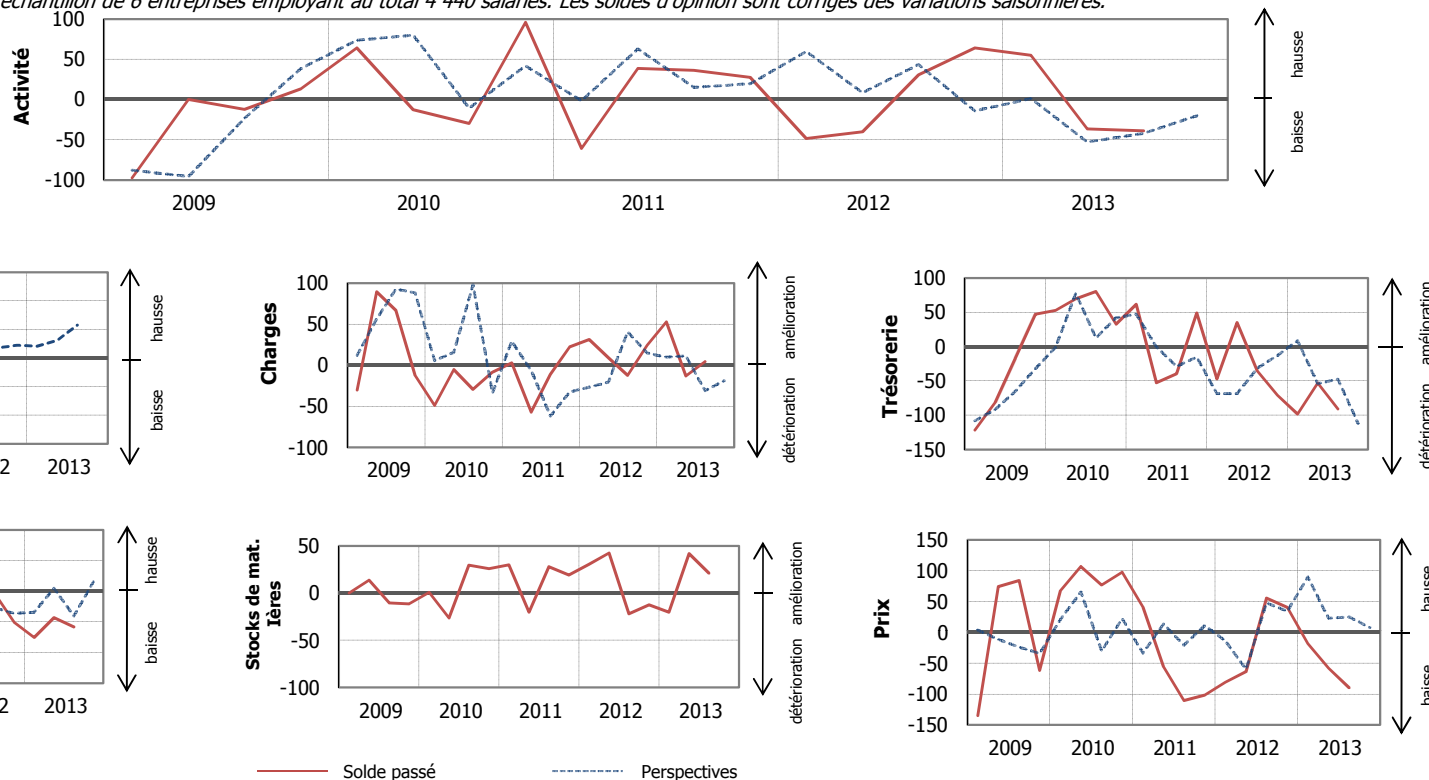 échantillon de 6 entreprises employant au total 4 440 salariés. Les soldes d'opinion sont corrigés des variations saisonnières.
Activité
100
50
0
-50
-100
2009
2010
2011
2012
2013
hausse
baisse
2013
hausse
baisse
Charges
100
50
0
-50
-100
2009
2010
2011
2012
2013
amélioration
détérioration
Trésorerie
100
50
0
-50
-100
-150
2009
2010
2011
2012
2013
amélioration
détérioration
2013
hausse
baisse
Stocks de mat.
Ières
50
0
-50
-100
2009
2010
2011
2012
2013
amélioration
détérioration
Prix
150
100
50
0
-50
-100
-150
2009
2010
2011
2012
2013
hausse
baisse
Solde passé
Perspectives